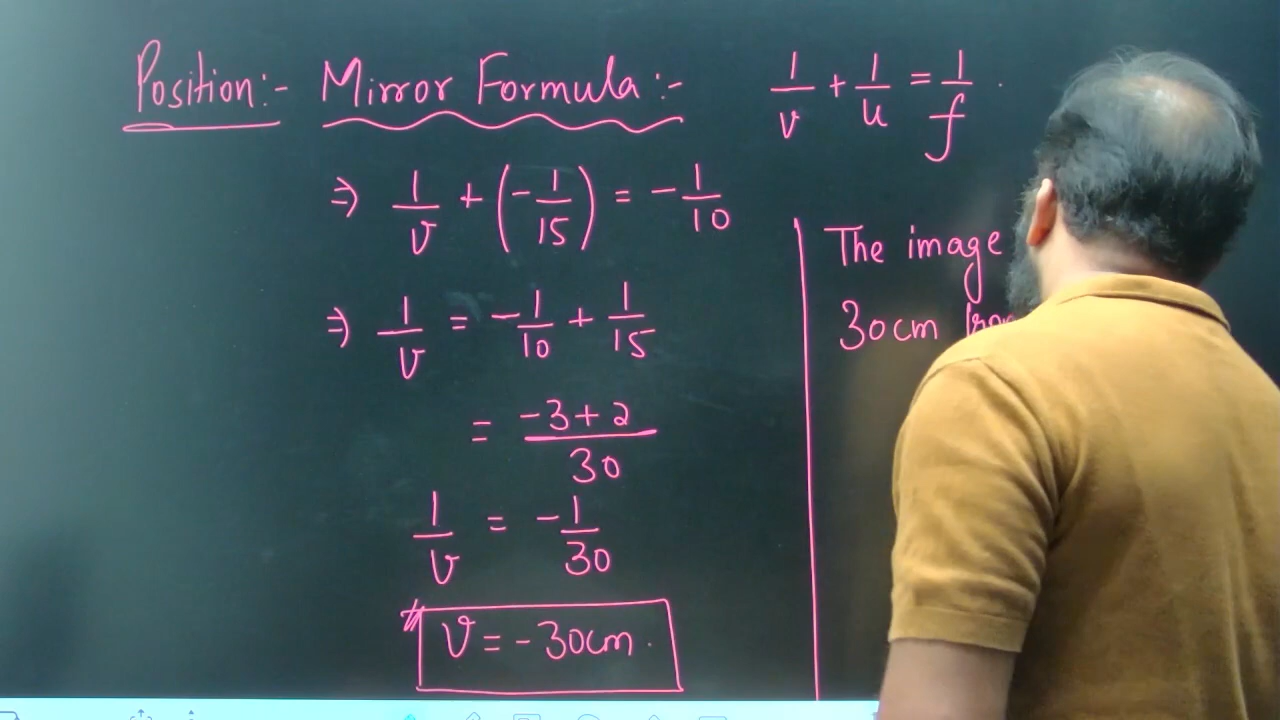 Position:- Mirror Formula:- 1/v + 1/u = 1/f
⇒ 1/v + (-1/15) = -1/10
⇒ 1/v = -1/10 + 1/15
= -3+2/30
1/v = -1/30
v = -30cm.
The image
30cm